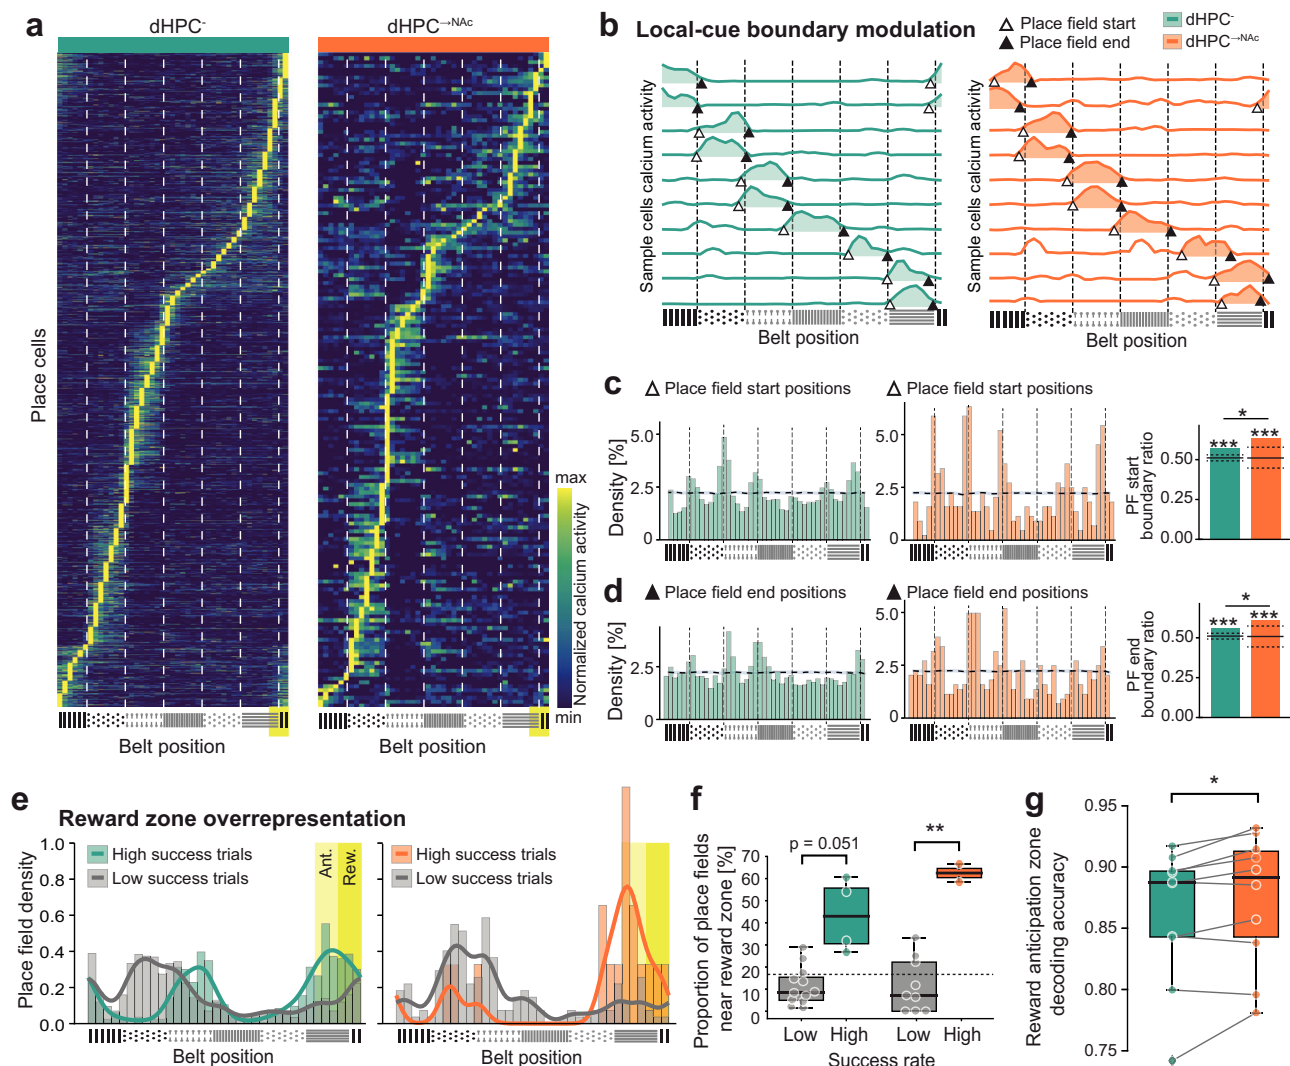 a
dHPC-
dHPC→NAc
Place cells
max
Normalized calcium activity
min
Belt position
Belt position
b Local-cue boundary modulation
△ Place field start
▲ Place field end
dHPC-
dHPC→NAc
Sample cells calcium activity
Sample cells calcium activity
Belt position
Belt position
c
△ Place field start positions
△ Place field start positions
Density [%]
5.0
2.5
0
5.0
2.5
0
PF start
boundary ratio
0.50
0.25
0.00
*
***
***
d
▲ Place field end positions
▲ Place field end positions
Density [%]
2.5
0
5.0
2.5
0
PF end
boundary ratio
0.50
0.25
0.00
*
***
***
e
Reward zone overrepresentation
Place field density
1.0
0.8
0.6
0.4
0.2
0.0
High success trials
Low success trials
Ant.
Rew.
High success trials
Low success trials
Belt position
Belt position
f
Proportion of place fields
near reward zone [%]
70
60
50
40
30
20
10
0
p = 0.051
**
Low
High
Low
High
Success rate
g
Reward anticipation zone
decoding accuracy
0.95
0.90
0.85
0.80
0.75
*